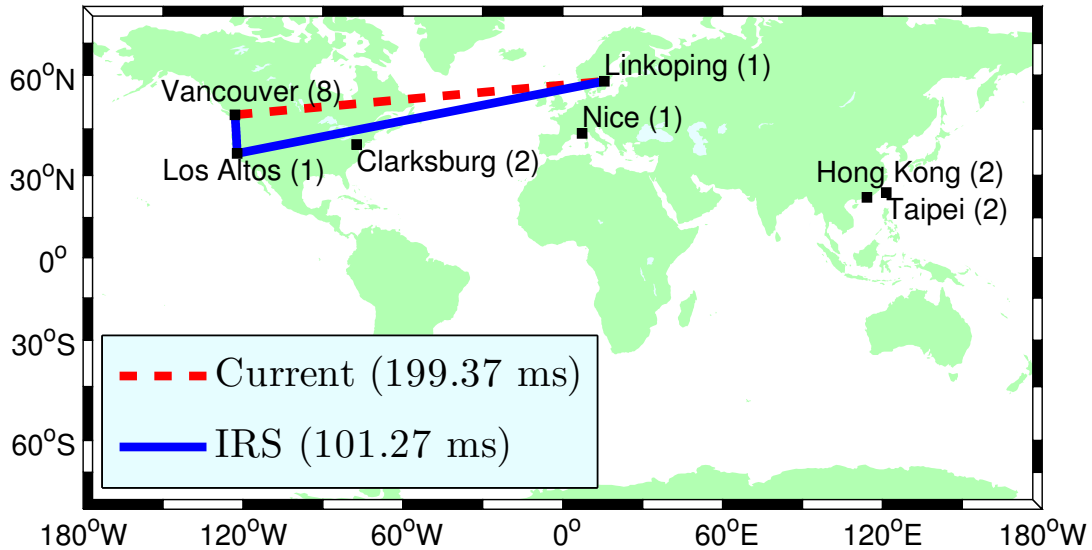 60°N
Linkoping (1)
Vancouver (8)
Nice (1)
Los Altos (1)
Clarksburg (2)
30°N
Hong Kong (2)
Taipei (2)
0°
30°S
Current (199.37 ms)
IRS (101.27 ms)
60°S
180°W
120°W
60°W
0°
60°E
120°E
180°W